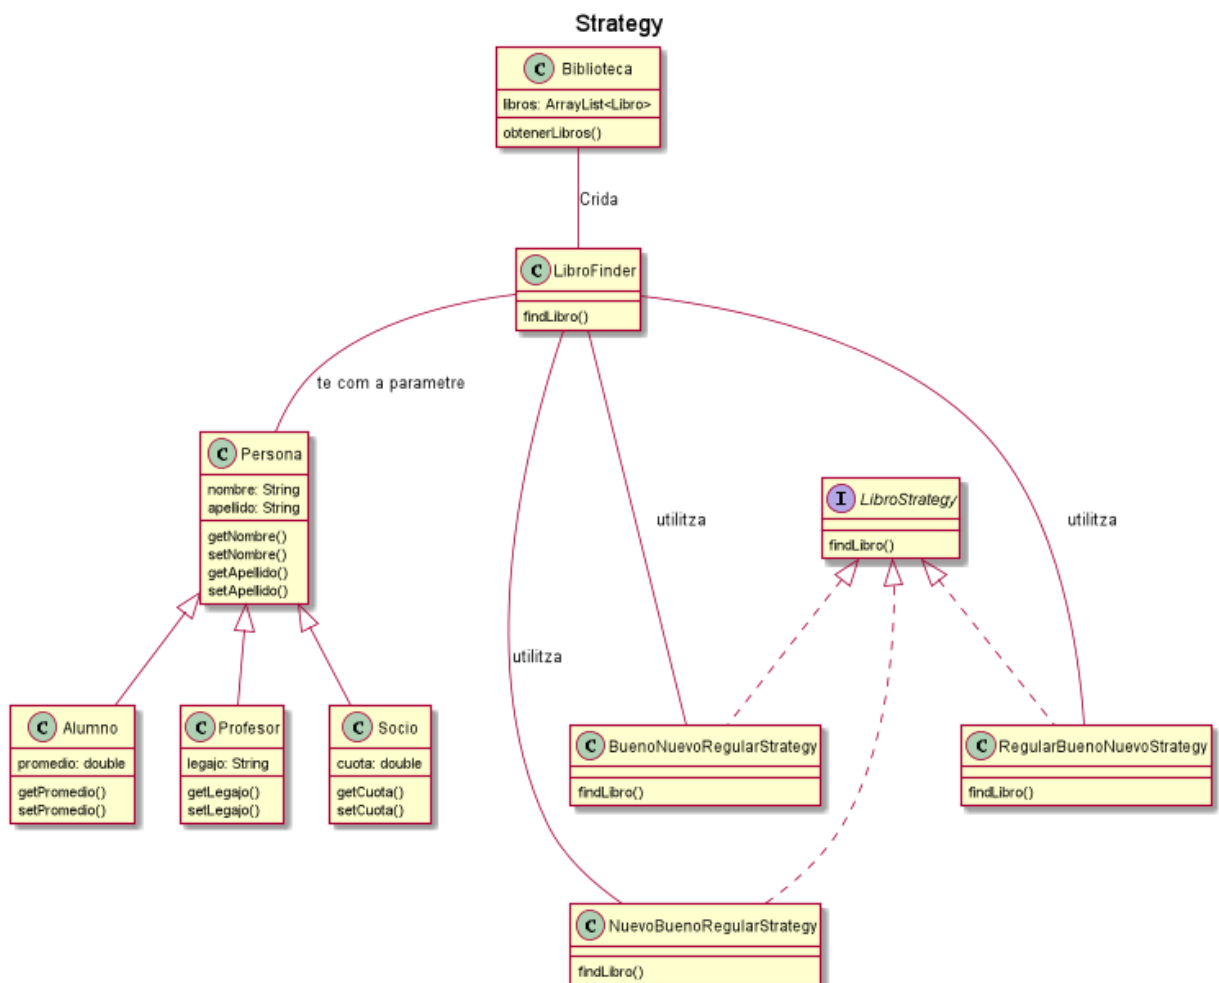 Strategy
C Biblioteca
libros: ArrayList<Libro>
obtenerLibros()
Crida
C LibroFinder
findLibro()
te com a parametre
C Persona
nombre: String
apellido: String
getNombre()
setNombre()
getApellido()
setApellido()
I LibroStrategy
findLibro()
utilitza
utilitza
utilitza
C Alumno
promedio: double
getPromedio()
setPromedio()
C Profesor
legajo: String
getLegajo()
setLegajo()
C Socio
cuota: double
getCuota()
setCuota()
C BuenoNuevoRegularStrategy
findLibro()
C RegularBuenoNuevoStrategy
findLibro()
C NuevoBuenoRegularStrategy
findLibro()